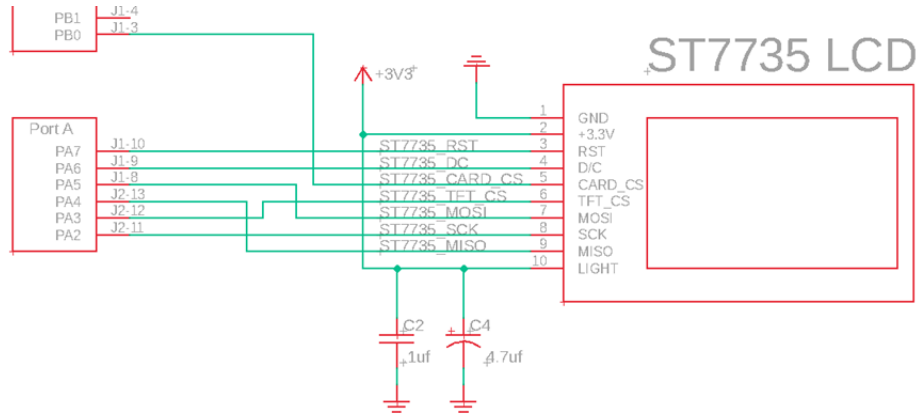 PB1 J1-4
PB0 J1-3
ST7735 LCD
+3V3
Port A
PA7 J1-10
PA6 J1-9
PA5 J1-8
PA4 J2-13
PA3 J2-12
PA2 J2-11
ST7735_RST
ST7735_DC
ST7735_CARD_CS
ST7735_TFT_CS
ST7735_MOSI
ST7735_SCK
ST7735_MISO
1 GND
2 +3.3V
3 RST
4 D/C
5 CARD_CS
6 TFT_CS
7 MOSI
8 SCK
9 MISO
10 LIGHT
C2
1uf
C4
4.7uf